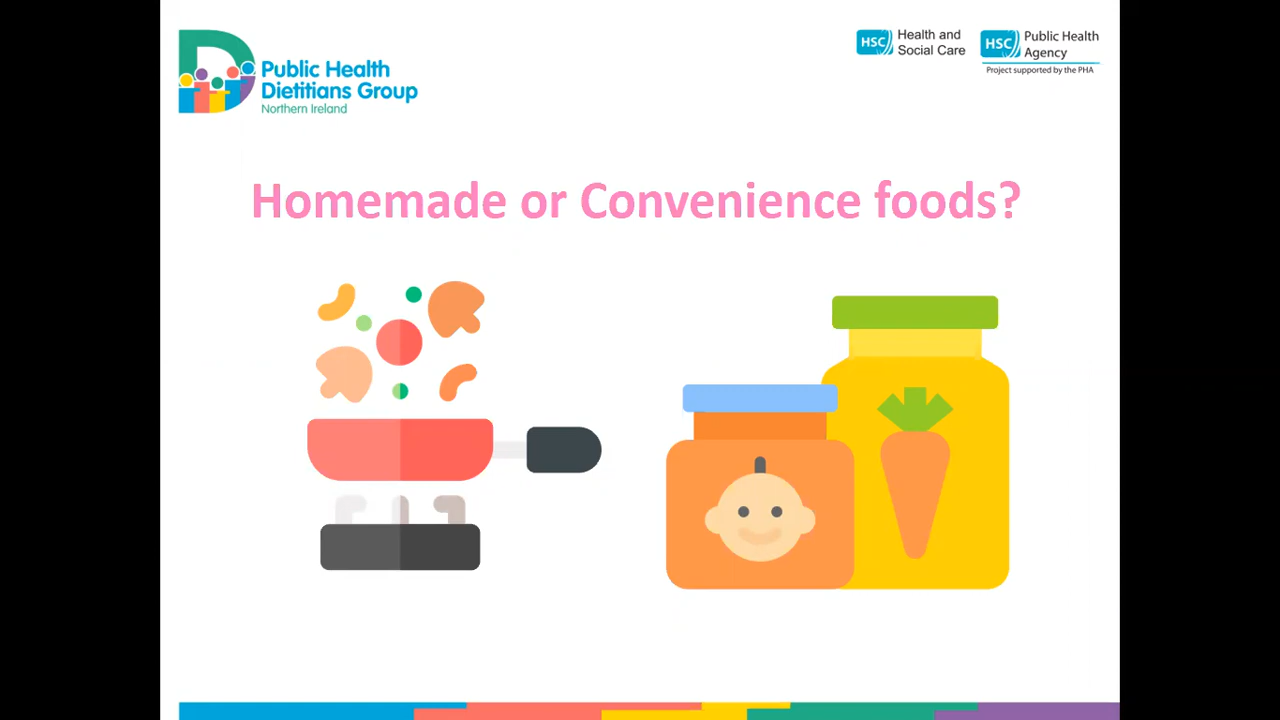 Public Health
Dietitians Group
Northern Ireland
HSC Health and
Social Care
HSC Public Health
Agency
Project supported by the PHA
Homemade or Convenience foods?